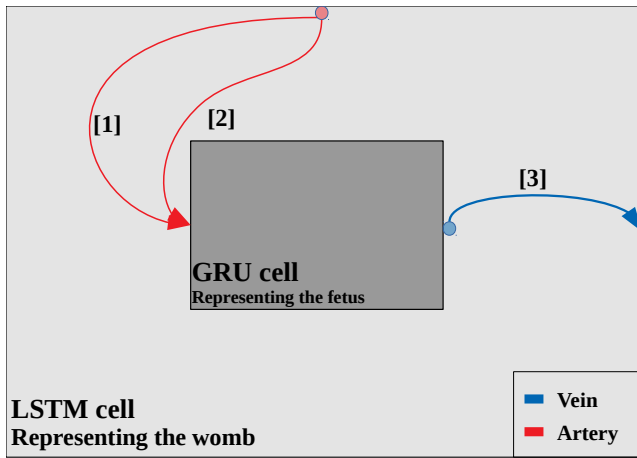 [1]
[2]
[3]
GRU cell
Representing the fetus
LSTM cell
Representing the womb
Vein
Artery